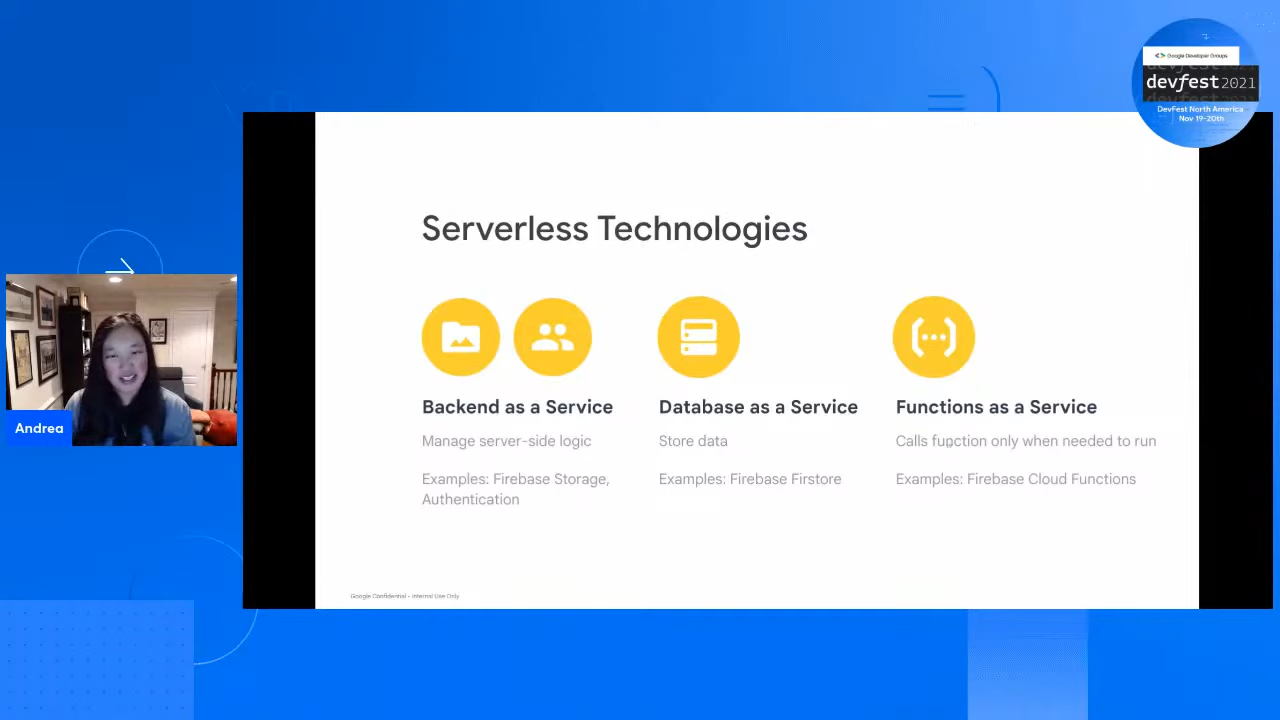 Google Developer Groups
devfest 2021
DevFest North America
Nov 19-20th
Serverless Technologies
Backend as a Service
Manage server-side logic
Examples: Firebase Storage,
Authentication
Database as a Service
Store data
Examples: Firebase Firstore
Functions as a Service
Calls function only when needed to run
Examples: Firebase Cloud Functions
Andrea
Google Confidential - Internal Use Only